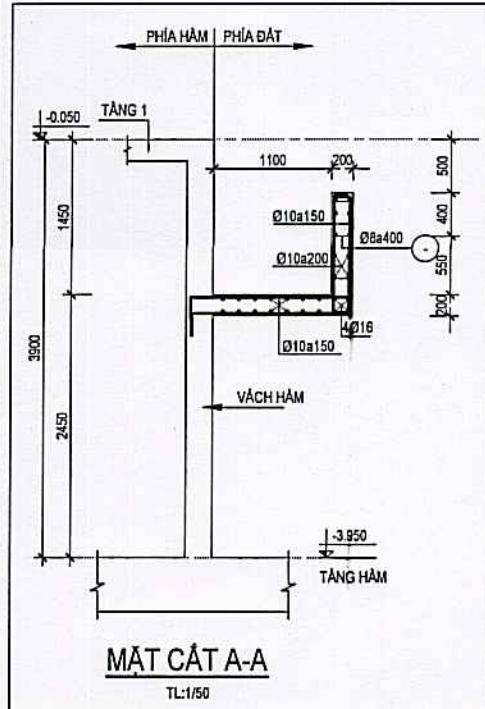 PHÍA HẦM PHÍA ĐẤT
TẦNG 1
-0.050
1100
200
500
1450
400
Ø10a150
Ø8a400
Ø10a200
550
200
4Ø16
Ø10a150
3900
2450
VÁCH HẦM
-3.950
TẦNG HẦM
MẶT CẮT A-A
TL:1/50